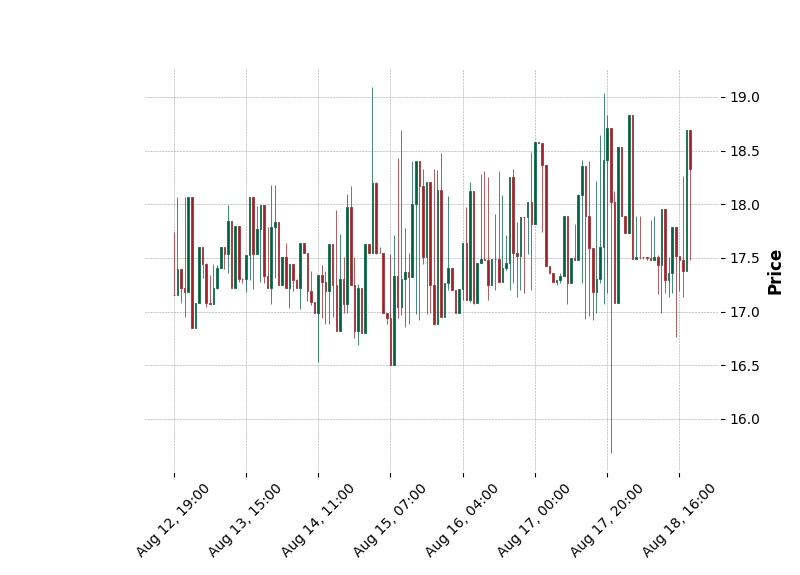 19.0
18.5
18.0
17.5
17.0
16.5
16.0
Price
Aug 12, 19:00
Aug 13, 15:00
Aug 14, 11:00
Aug 15, 07:00
Aug 16, 04:00
Aug 17, 00:00
Aug 17, 20:00
Aug 18, 16:00